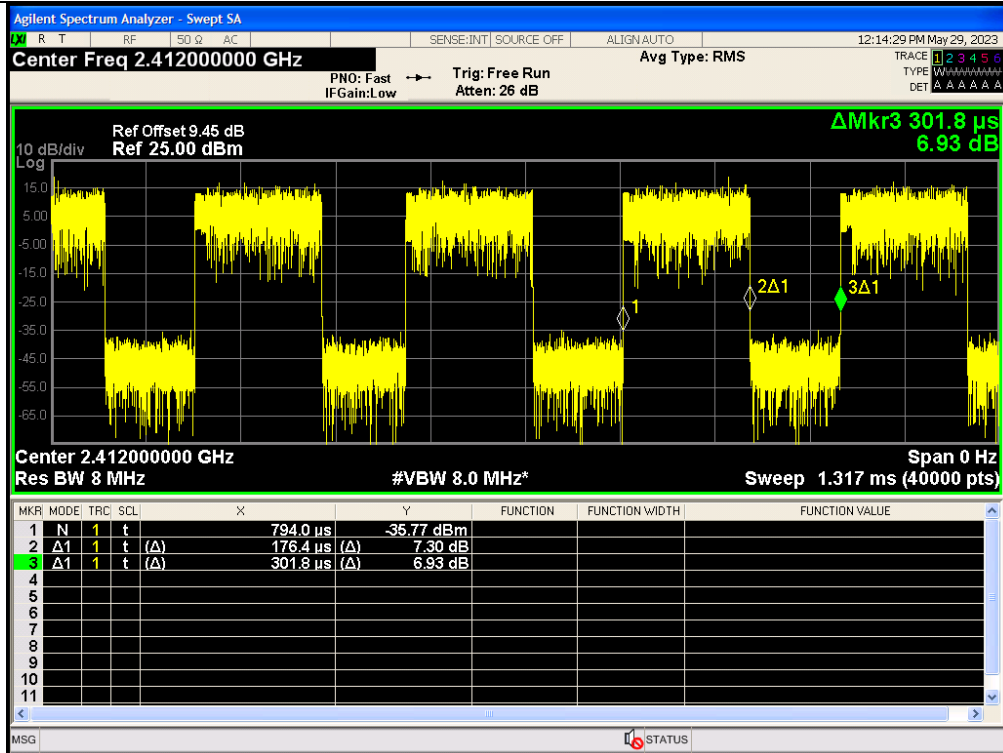 Agilent Spectrum Analyzer - Swept SA
LXI R T RF 50 Ω AC SENSE:INT SOURCE OFF ALIGN AUTO 12:14:29 PM May 29, 2023
Center Freq 2.412000000 GHz
PNO: Fast
IFGain:Low
Trig: Free Run
Atten: 26 dB
Avg Type: RMS
TRACE 1 2 3 4 5 6
TYPE W
DET A A A A A A
ΔMkr3 301.8 µs
6.93 dB
Ref Offset 9.45 dB
10 dB/div Ref 25.00 dBm
Log
15.0
5.00
-5.00
-15.0
-25.0
-35.0
-45.0
-55.0
-65.0
1
2Δ1
3Δ1
Center 2.412000000 GHz Span 0 Hz
Res BW 8 MHz #VBW 8.0 MHz* Sweep 1.317 ms (40000 pts)
MKR MODE TRC SCL X Y FUNCTION FUNCTION WIDTH FUNCTION VALUE
1 N 1 t 794.0 µs -35.77 dBm
2 Δ1 1 t (Δ) 176.4 µs (Δ) 7.30 dB
3 Δ1 1 t (Δ) 301.8 µs (Δ) 6.93 dB
4
5
6
7
8
9
10
11
MSG STATUS